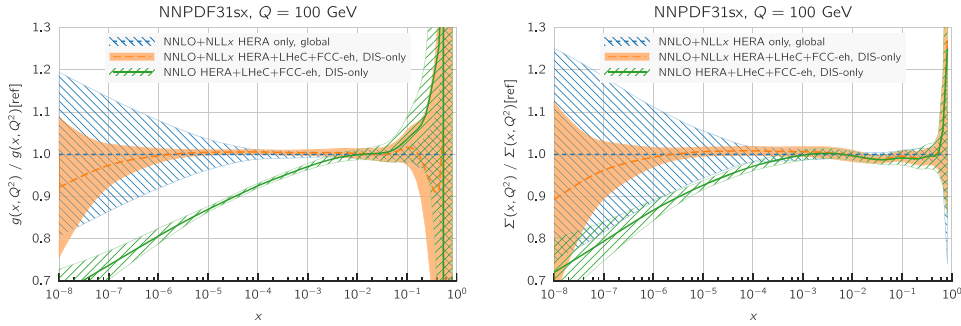 NNPDF31sx, Q = 100 GeV
NNLO+NLLx HERA only, global
NNLO+NLLx HERA+LHeC+FCC-eh, DIS-only
NNLO HERA+LHeC+FCC-eh, DIS-only
g(x, Q²) / g(x, Q²)[ref]
1.3
1.2
1.1
1.0
0.9
0.8
0.7
10⁻⁸ 10⁻⁷ 10⁻⁶ 10⁻⁵ 10⁻⁴ 10⁻³ 10⁻² 10⁻¹ 10⁰
x
NNPDF31sx, Q = 100 GeV
NNLO+NLLx HERA only, global
NNLO+NLLx HERA+LHeC+FCC-eh, DIS-only
NNLO HERA+LHeC+FCC-eh, DIS-only
Σ(x, Q²) / Σ(x, Q²)[ref]
1.3
1.2
1.1
1.0
0.9
0.8
0.7
10⁻⁸ 10⁻⁷ 10⁻⁶ 10⁻⁵ 10⁻⁴ 10⁻³ 10⁻² 10⁻¹ 10⁰
x